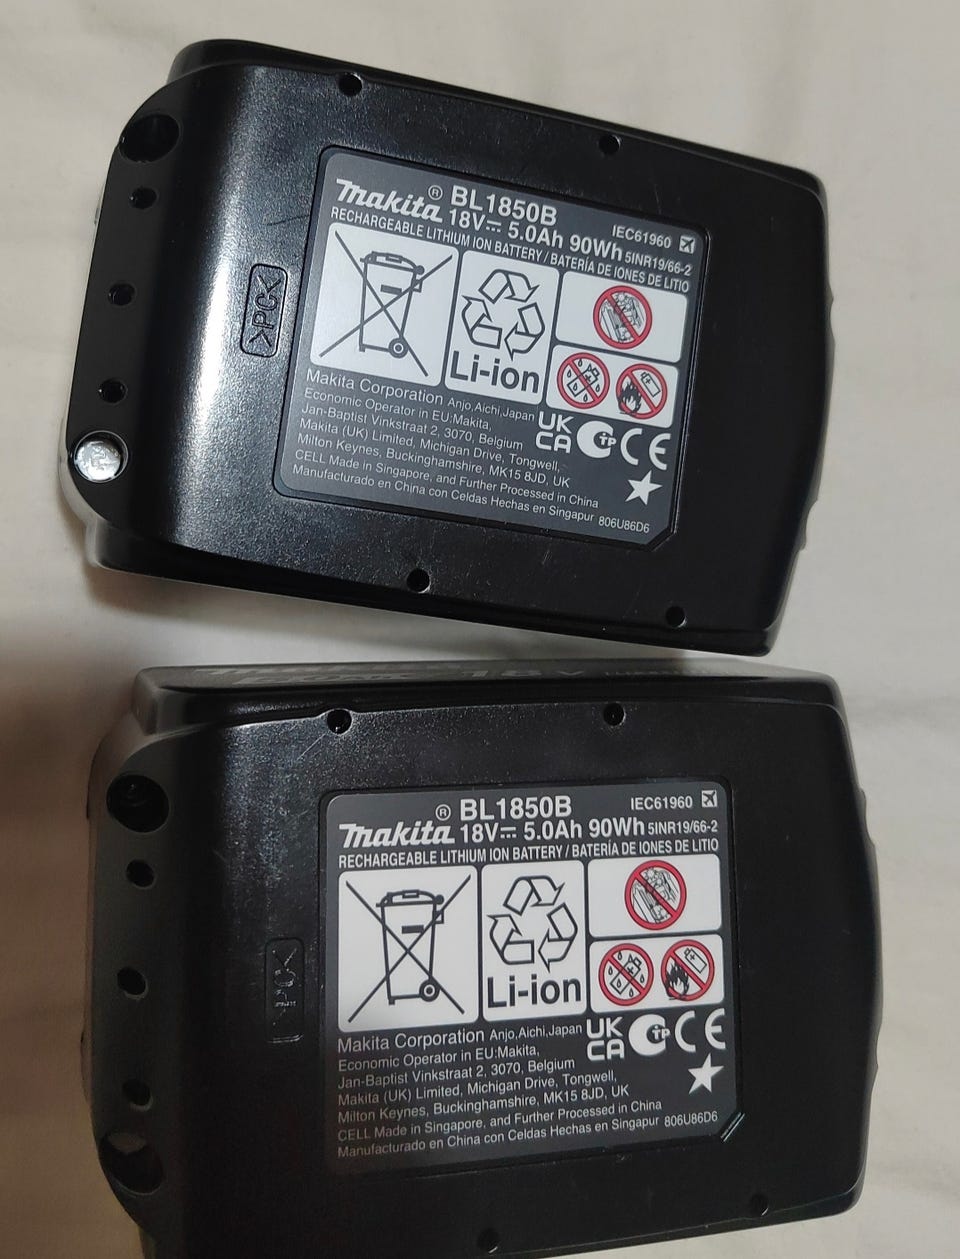 makita® BL1850B
IEC61960
18V⎓ 5.0Ah 90Wh 5INR19/66-2
RECHARGEABLE LITHIUM ION BATTERY / BATERÍA DE IONES DE LITIO
>PC<
Li-ion
Makita Corporation Anjo,Aichi,Japan
Economic Operator in EU:Makita,
Jan-Baptist Vinkstraat 2, 3070, Belgium
Makita (UK) Limited, Michigan Drive, Tongwell,
Milton Keynes, Buckinghamshire, MK15 8JD, UK
CELL Made in Singapore, and Further Processed in China
Manufacturado en China con Celdas Hechas en Singapur 806U86D6
UK
CA
TP
CE
makita® BL1850B
IEC61960
18V⎓ 5.0Ah 90Wh 5INR19/66-2
RECHARGEABLE LITHIUM ION BATTERY / BATERÍA DE IONES DE LITIO
>PC<
Li-ion
Makita Corporation Anjo,Aichi,Japan
Economic Operator in EU:Makita,
Jan-Baptist Vinkstraat 2, 3070, Belgium
Makita (UK) Limited, Michigan Drive, Tongwell,
Milton Keynes, Buckinghamshire, MK15 8JD, UK
CELL Made in Singapore, and Further Processed in China
Manufacturado en China con Celdas Hechas en Singapur 806U86D6
UK
CA
TP
CE